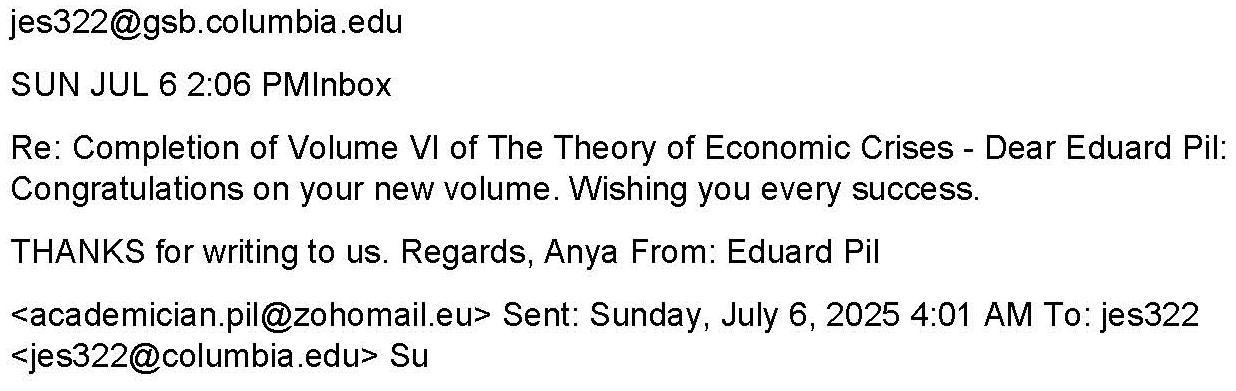 jes322@gsb.columbia.edu
SUN JUL 6 2:06 PMInbox
Re: Completion of Volume VI of The Theory of Economic Crises - Dear Eduard Pil:
Congratulations on your new volume. Wishing you every success.
THANKS for writing to us. Regards, Anya From: Eduard Pil
<academician.pil@zohomail.eu> Sent: Sunday, July 6, 2025 4:01 AM To: jes322
<jes322@columbia.edu> Su